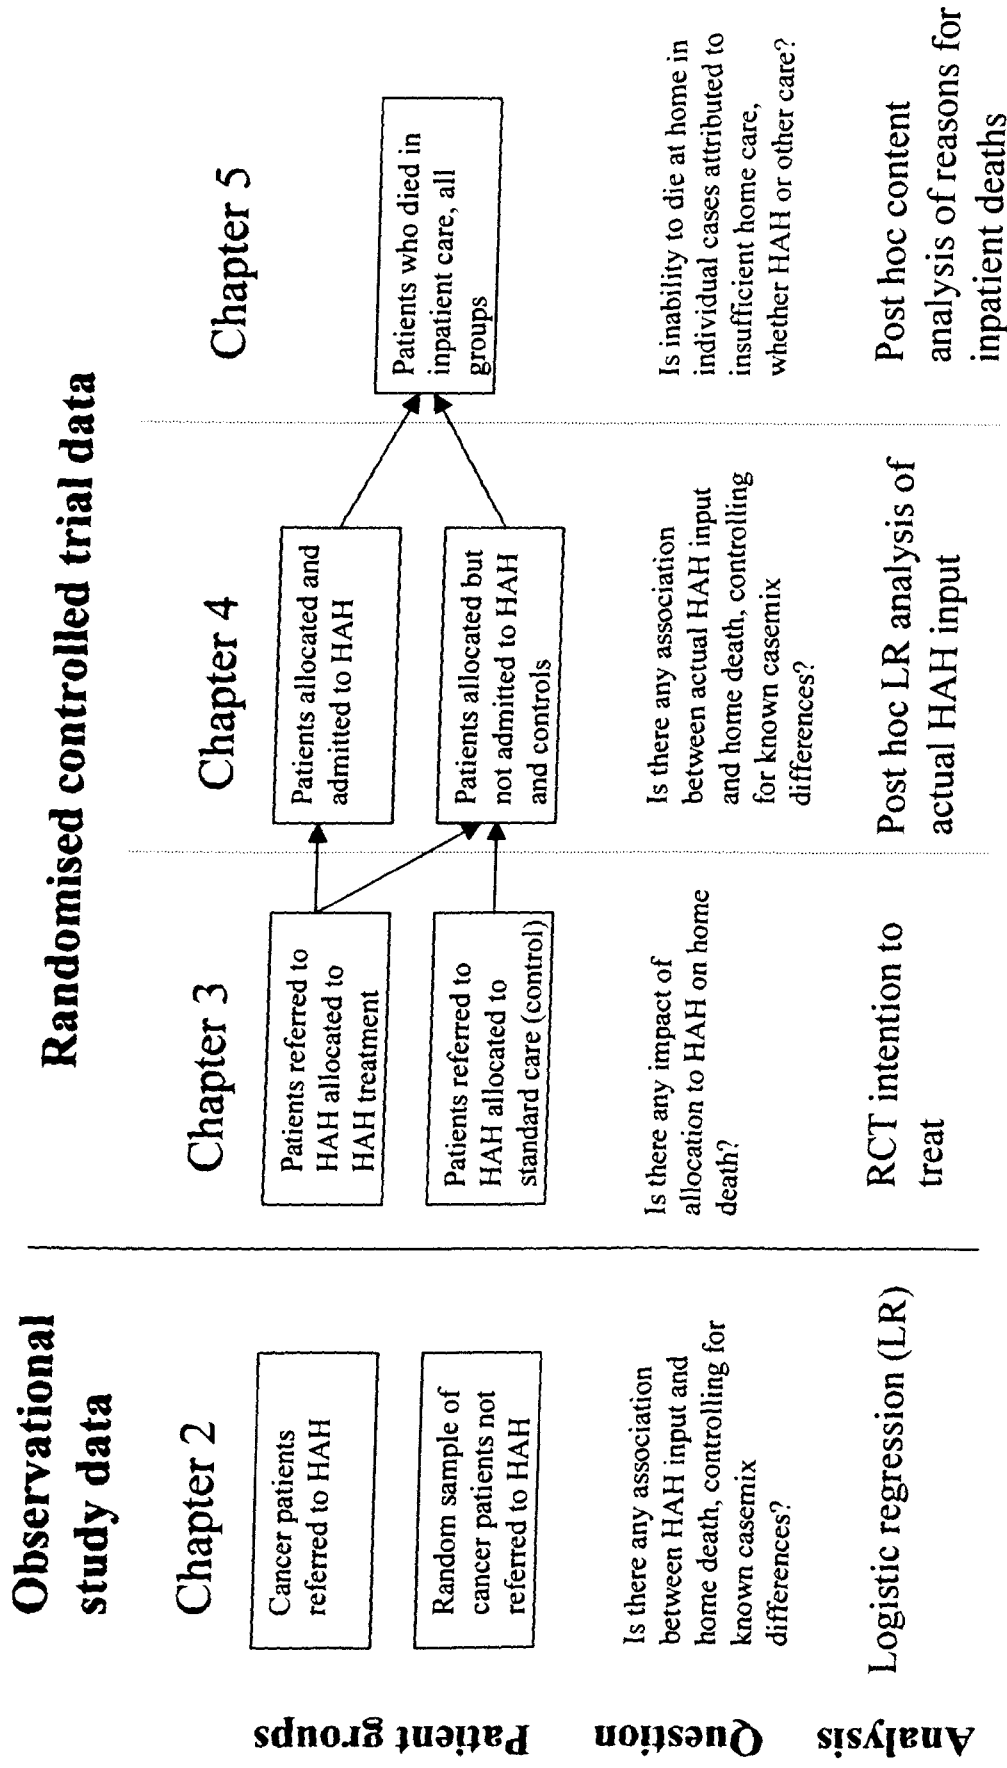 Observational
study data
Randomised controlled trial data
Chapter 2
Chapter 3
Chapter 4
Chapter 5
Patient groups
Cancer patients
referred to HAH
Random sample of
cancer patients not
referred to HAH
Patients referred to
HAH allocated to
HAH treatment
Patients referred to
HAH allocated to
standard care (control)
Patients allocated and
admitted to HAH
Patients allocated but
not admitted to HAH
and controls
Patients who died in
inpatient care, all
groups
Question
Is there any association
between HAH input and
home death, controlling for
known casemix
differences?
Is there any impact of
allocation to HAH on home
death?
Is there any association
between actual HAH input
and home death, controlling
for known casemix
differences?
Is inability to die at home in
individual cases attributed to
insufficient home care,
whether HAH or other care?
Analysis
Logistic regression (LR)
RCT intention to
treat
Post hoc LR analysis of
actual HAH input
Post hoc content
analysis of reasons for
inpatient deaths